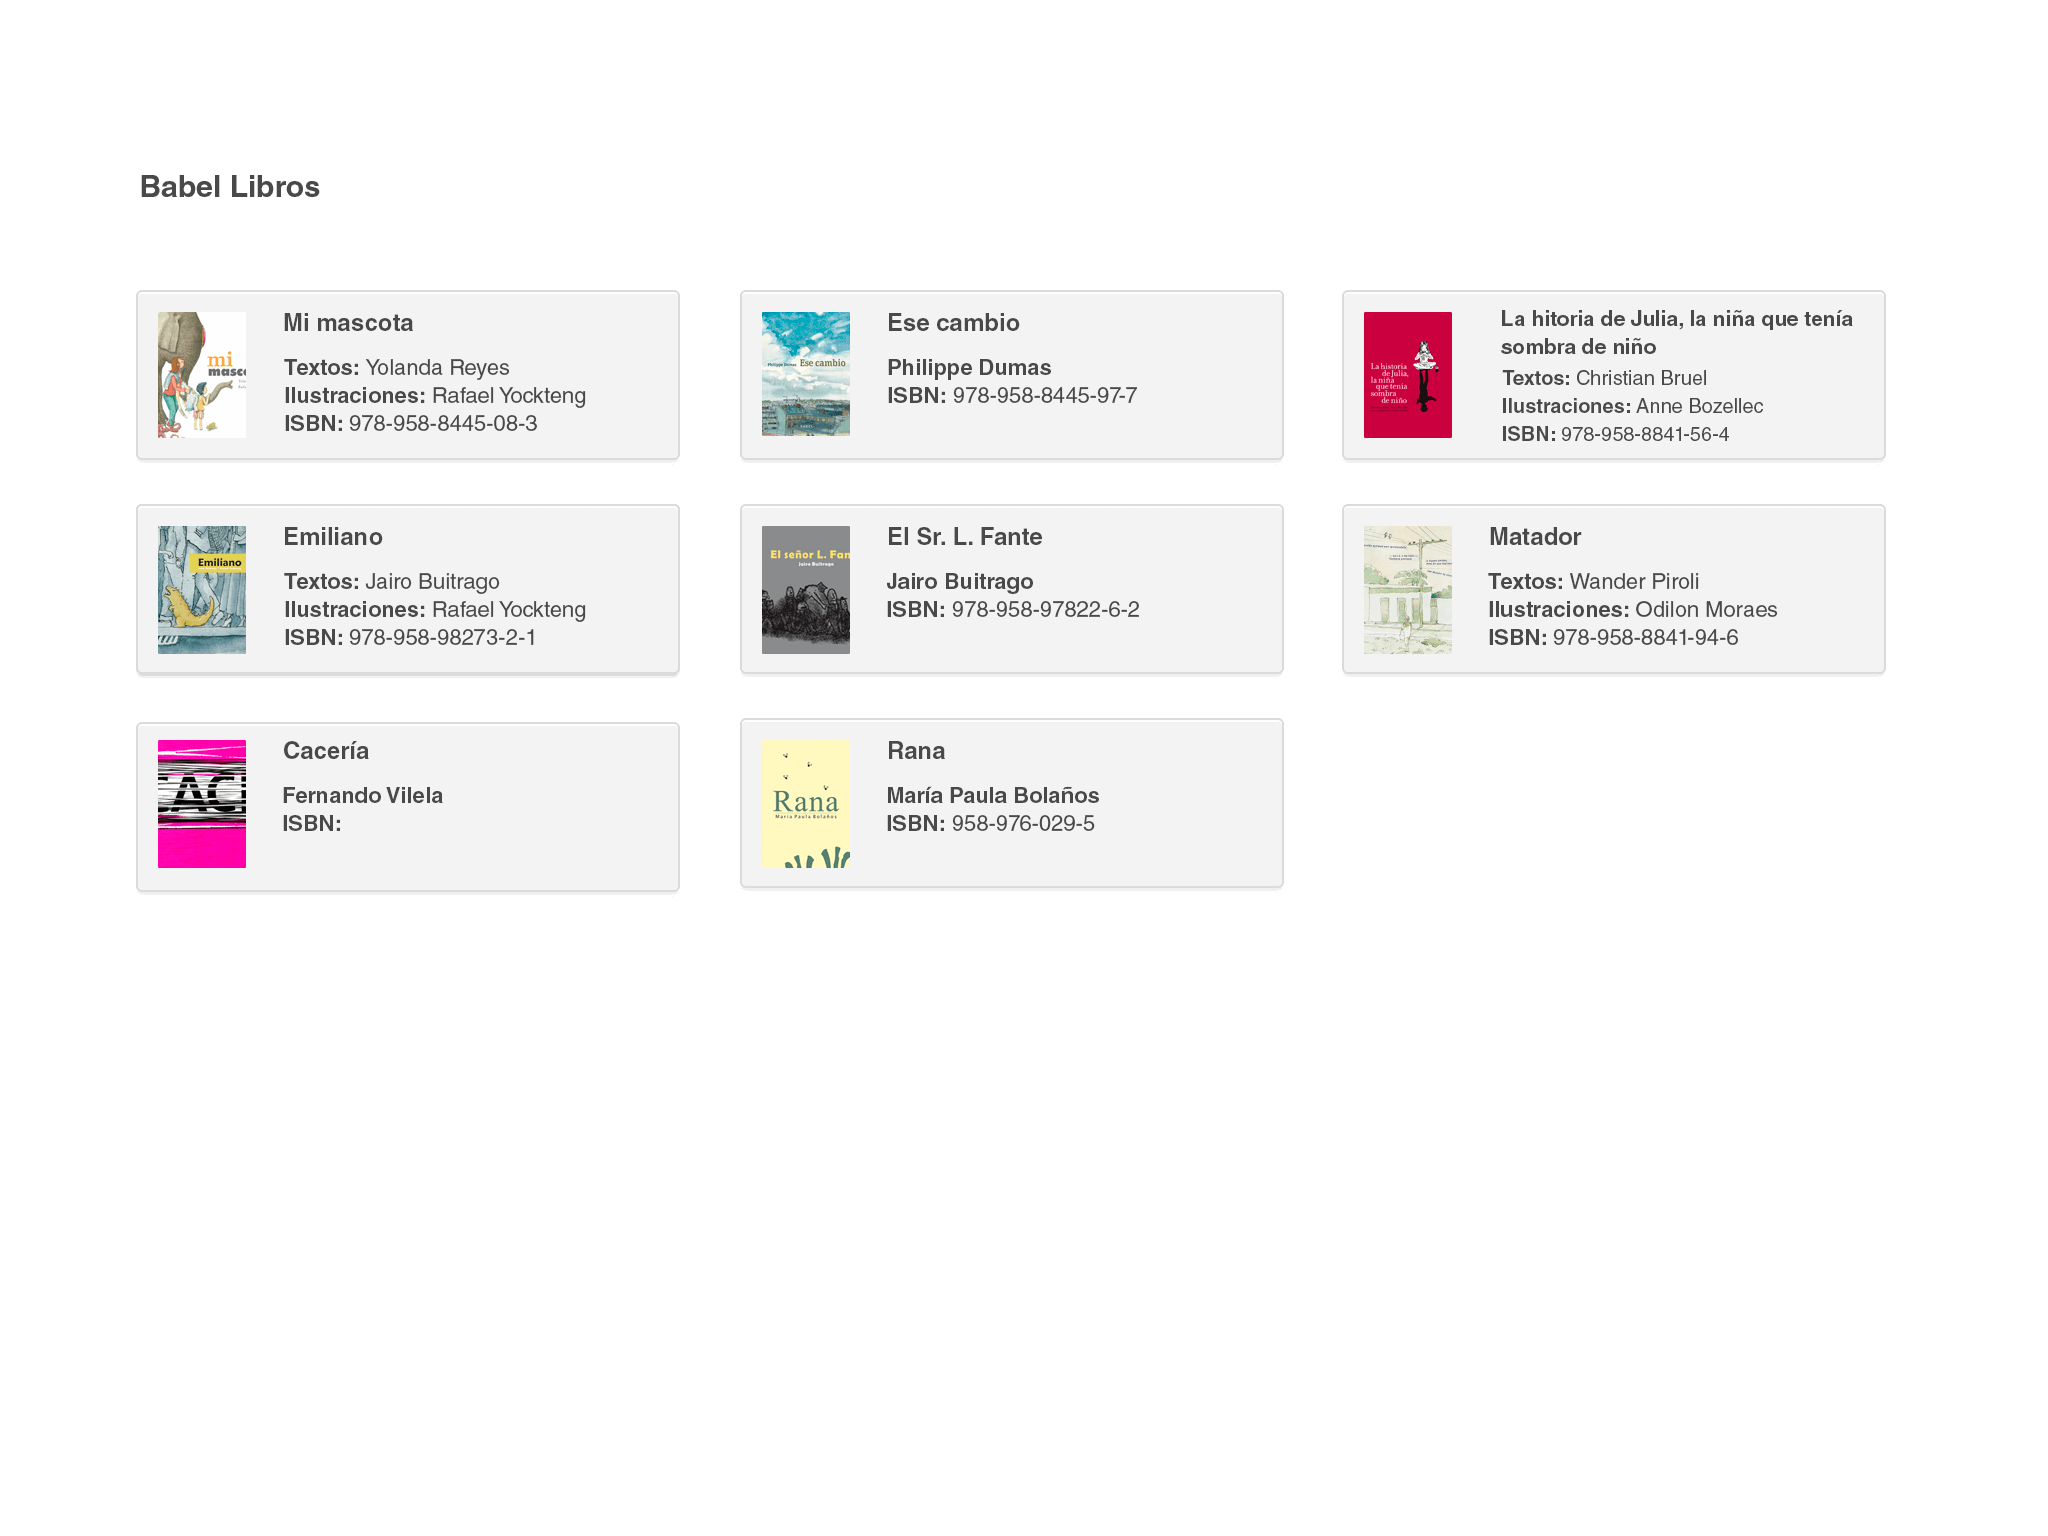 Babel Libros
mi
masco
Mi mascota
Textos: Yolanda Reyes
Ilustraciones: Rafael Yockteng
ISBN: 978-958-8445-08-3
Philippe Dumas Ese cambio
Ese cambio
Philippe Dumas
ISBN: 978-958-8445-97-7
La historia
de Julia,
la niña
que tenía
sombra
de niño
La hitoria de Julia, la niña que tenía
sombra de niño
Textos: Christian Bruel
Ilustraciones: Anne Bozellec
ISBN: 978-958-8841-56-4
Emiliano
Emiliano
Textos: Jairo Buitrago
Ilustraciones: Rafael Yockteng
ISBN: 978-958-98273-2-1
El señor L. Fan
Jairo Buitrago
El Sr. L. Fante
Jairo Buitrago
ISBN: 978-958-97822-6-2
Matador
Textos: Wander Piroli
Ilustraciones: Odilon Moraes
ISBN: 978-958-8841-94-6
Cacería
Fernando Vilela
ISBN:
Rana
María Paula Bolaños
Rana
María Paula Bolaños
ISBN: 958-976-029-5